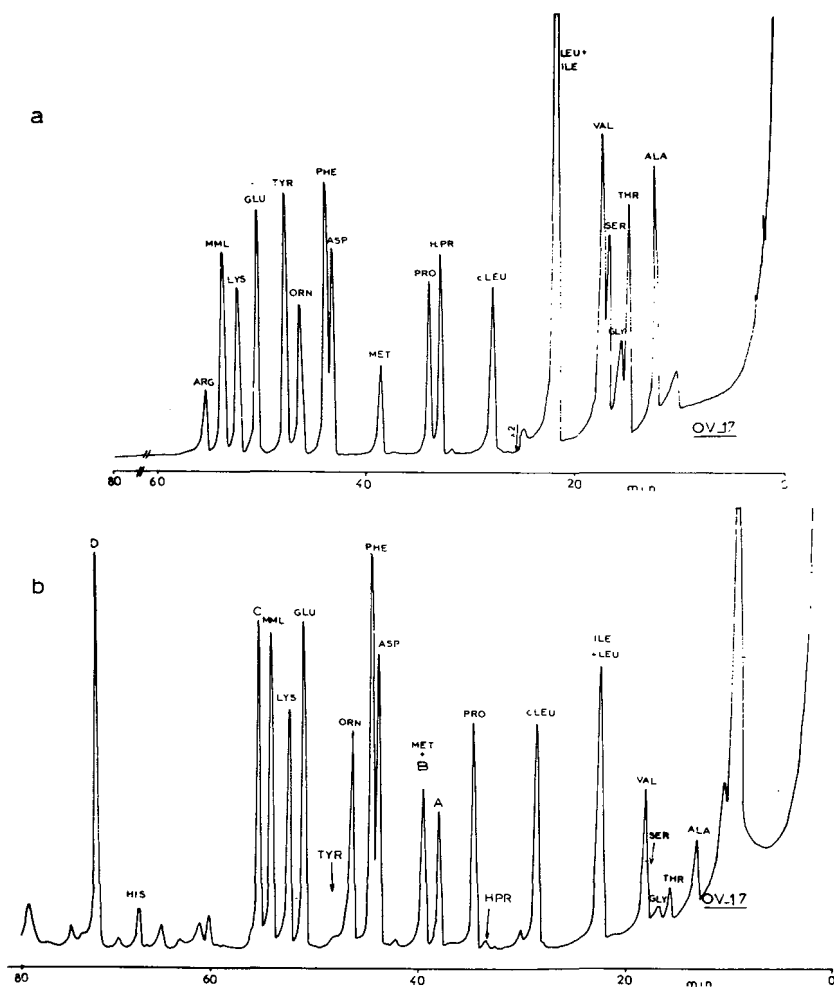 a
LEU+
ILE
VAL
PHE
ALA
TYR
THR
GLU
SER
ASP
MML
HPR
LYS
PRO
cLEU
ORN
GLY
MET
ARG
x2
OV-17
80 60 40 20 min 0
b
D
PHE
C MML GLU
ASP
ILE
+LEU
LYS
ORN
PRO
cLEU
MET
+
B
A
VAL
SER
ALA
TYR
THR
HIS
HPR
GLY
OV-17
80 60 40 20 min 0